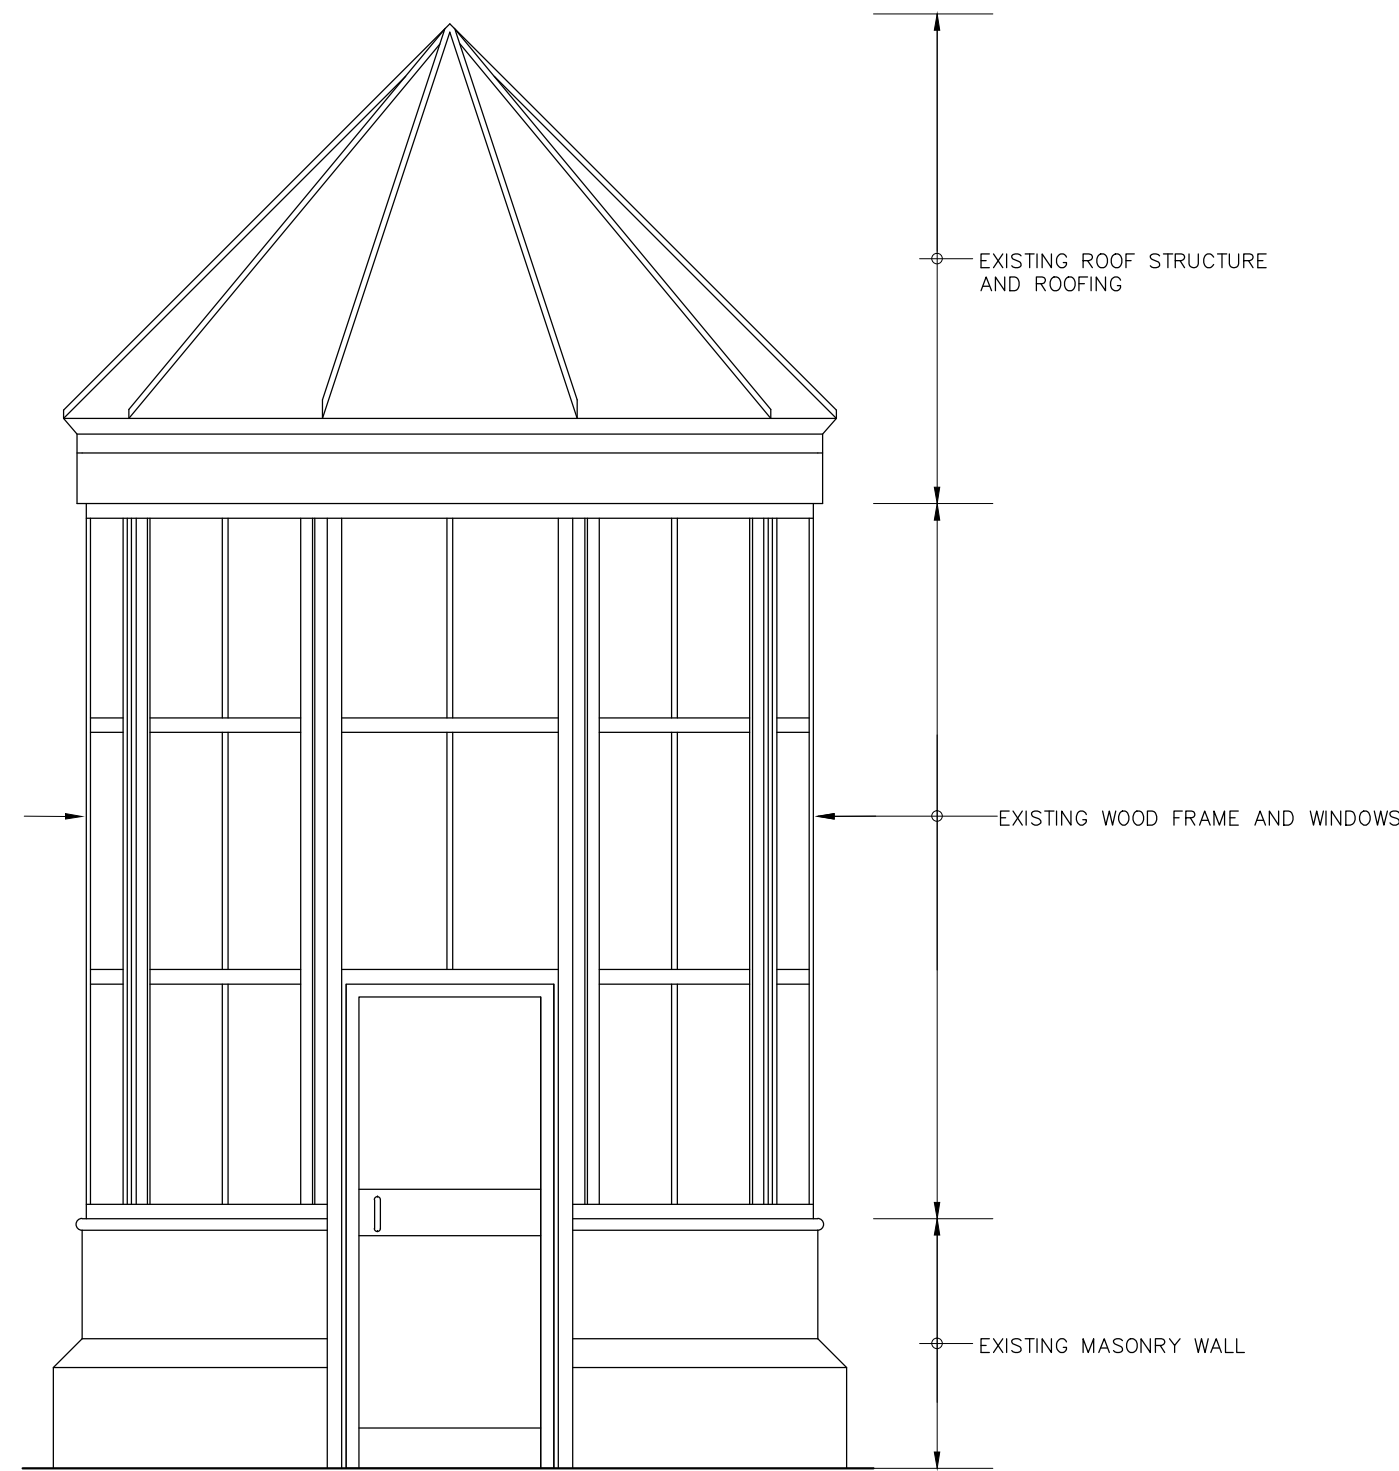 EXISTING ROOF STRUCTURE
AND ROOFING
EXISTING WOOD FRAME AND WINDOWS
EXISTING MASONRY WALL